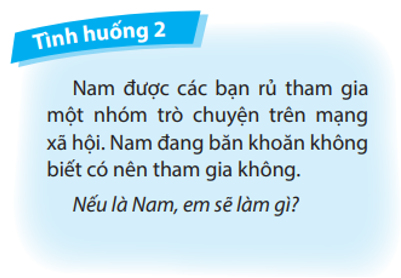 Tình huống 2
Nam được các bạn rủ tham gia
một nhóm trò chuyện trên mạng
xã hội. Nam đang băn khoăn không
biết có nên tham gia không.
Nếu là Nam, em sẽ làm gì?